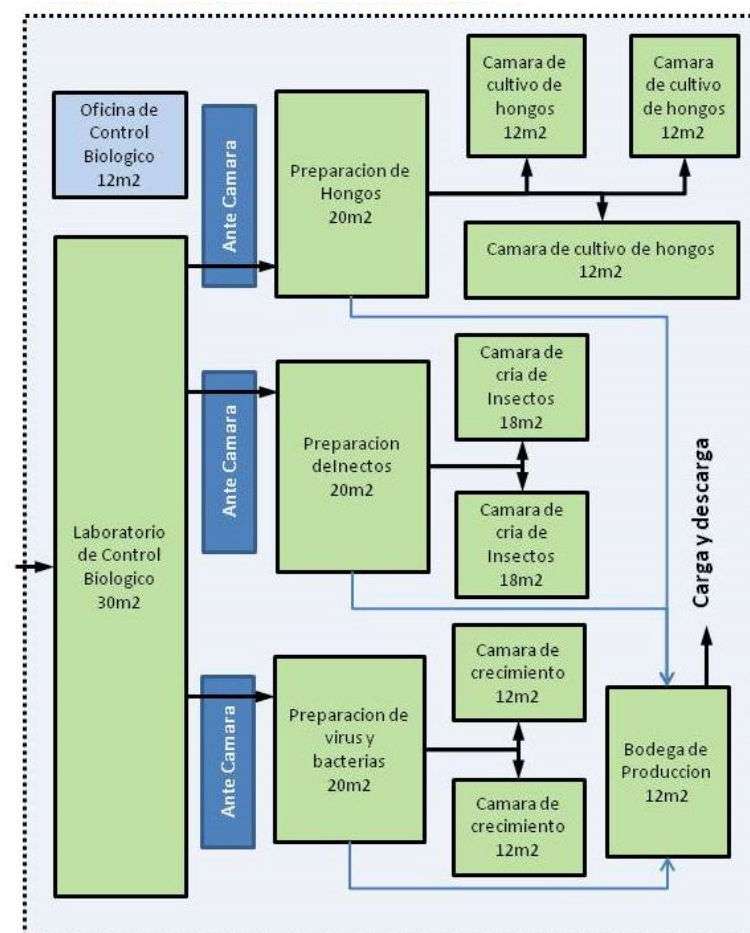 Oficina de
Control
Biologico
12m2
Ante Camara
Preparacion de
Hongos
20m2
Camara de
cultivo de
hongos
12m2
Camara
de cultivo
de hongos
12m2
Camara de cultivo de hongos
12m2
Laboratorio
de Control
Biologico
30m2
Ante Camara
Preparacion
deInectos
20m2
Camara de
cria de
Insectos
18m2
Camara de
cria de
Insectos
18m2
Ante Camara
Preparacion de
virus y
bacterias
20m2
Camara de
crecimiento
12m2
Camara de
crecimiento
12m2
Carga y descarga
Bodega de
Produccion
12m2